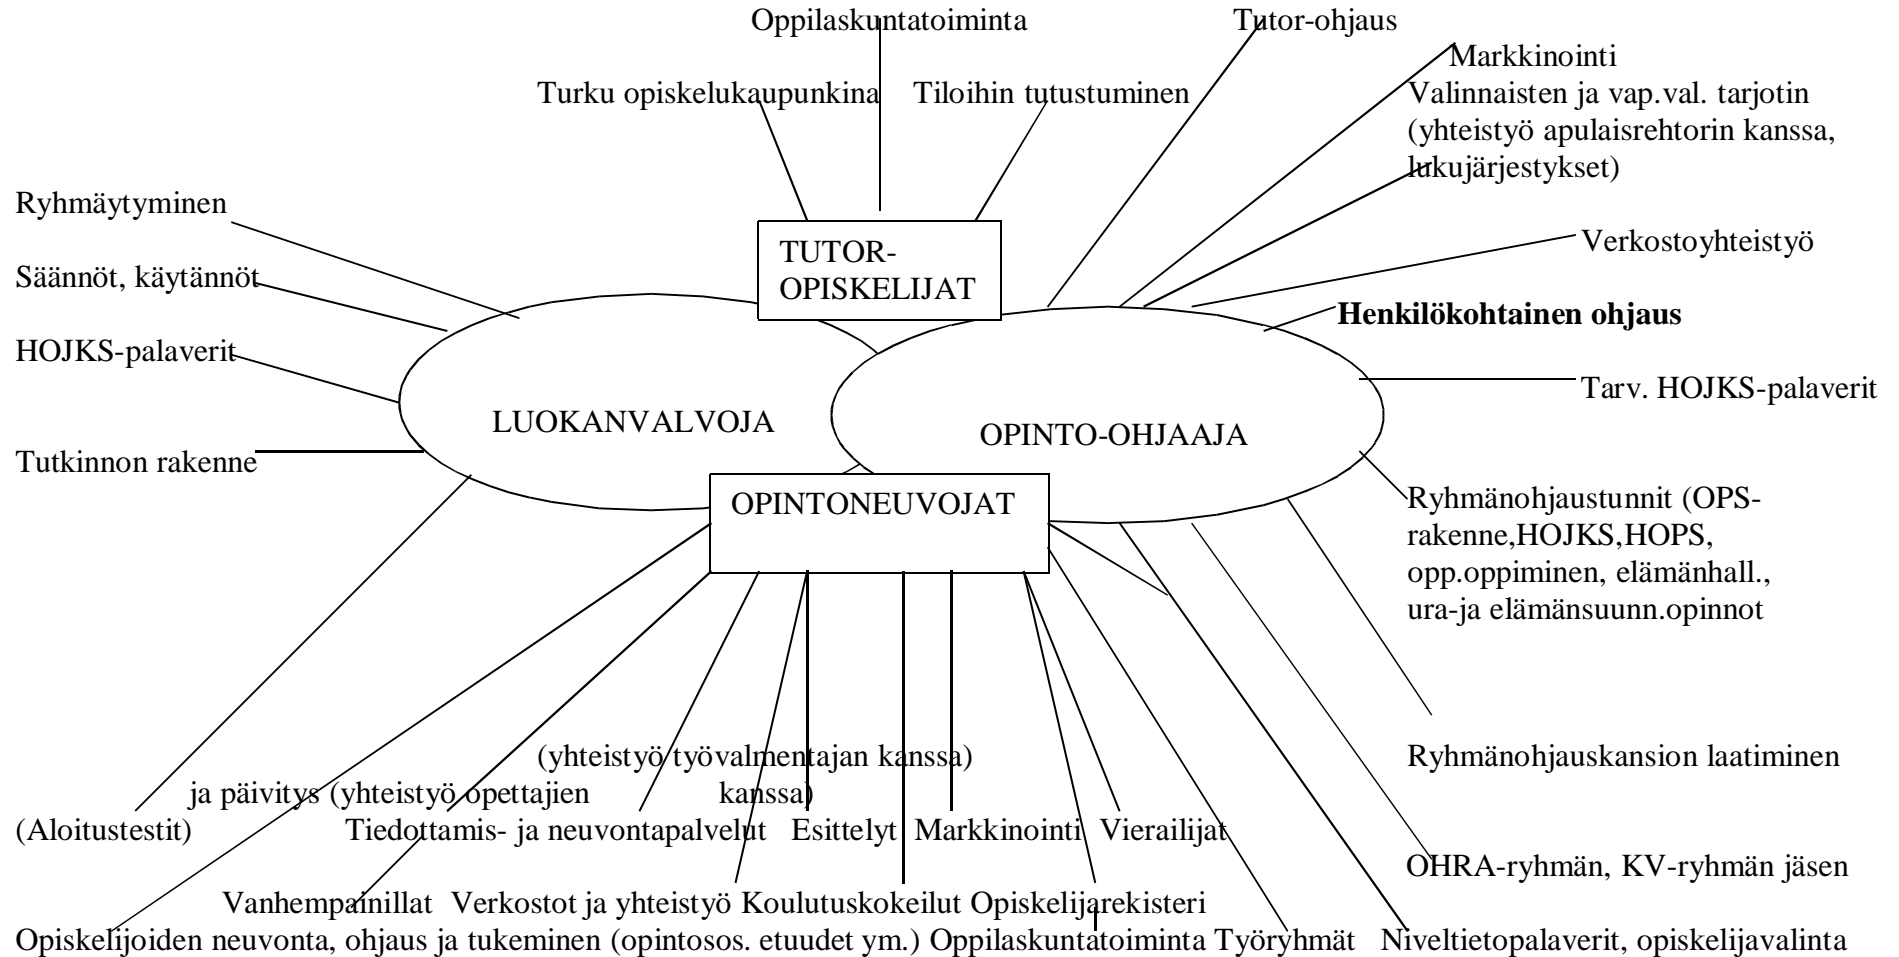 Oppilaskuntatoiminta
Tutor-ohjaus
Markkinointi
Turku opiskelukaupunkina
Tiloihin tutustuminen
Valinnaisten ja vap.val. tarjotin
(yhteistyö apulaisrehtorin kanssa,
lukujärjestykset)
Ryhmäytyminen
TUTOR-
OPISKELIJAT
Verkostoyhteistyö
Säännöt, käytännöt
Henkilökohtainen ohjaus
HOJKS-palaverit
Tarv. HOJKS-palaverit
LUOKANVALVOJA
OPINTO-OHJAAJA
Tutkinnon rakenne
OPINTONEUVOJAT
Ryhmänohjaustunnit (OPS-
rakenne,HOJKS,HOPS,
opp.oppiminen, elämänhall.,
ura-ja elämänsuunn.opinnot
(yhteistyö työvalmentajan kanssa)
Ryhmänohjauskansion laatiminen
ja päivitys (yhteistyö opettajien kanssa)
(Aloitustestit) Tiedottamis- ja neuvontapalvelut Esittelyt Markkinointi Vierailijat
OHRA-ryhmän, KV-ryhmän jäsen
Vanhempainillat Verkostot ja yhteistyö Koulutuskokeilut Opiskelijarekisteri
Opiskelijoiden neuvonta, ohjaus ja tukeminen (opintosos. etuudet ym.) Oppilaskuntatoiminta Työryhmät Niveltietopalaverit, opiskelijavalinta